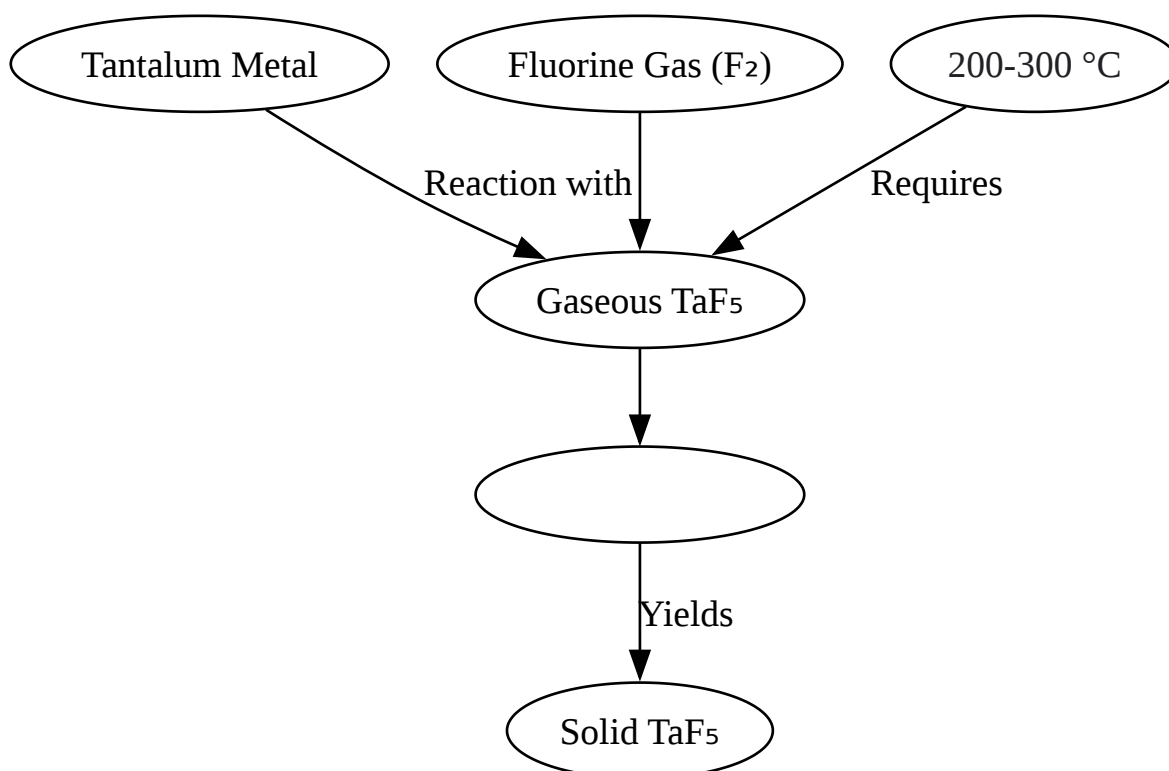 Tantalum Metal
Fluorine Gas (F₂)
200-300 °C
Reaction with
Requires
Gaseous TaF₅
Yields
Solid TaF₅